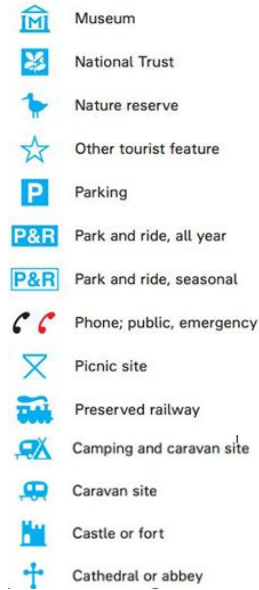 M Museum
National Trust
Nature reserve
Other tourist feature
P Parking
P&R Park and ride, all year
P&R Park and ride, seasonal
Phone; public, emergency
Picnic site
Preserved railway
Camping and caravan site
Caravan site
Castle or fort
Cathedral or abbey